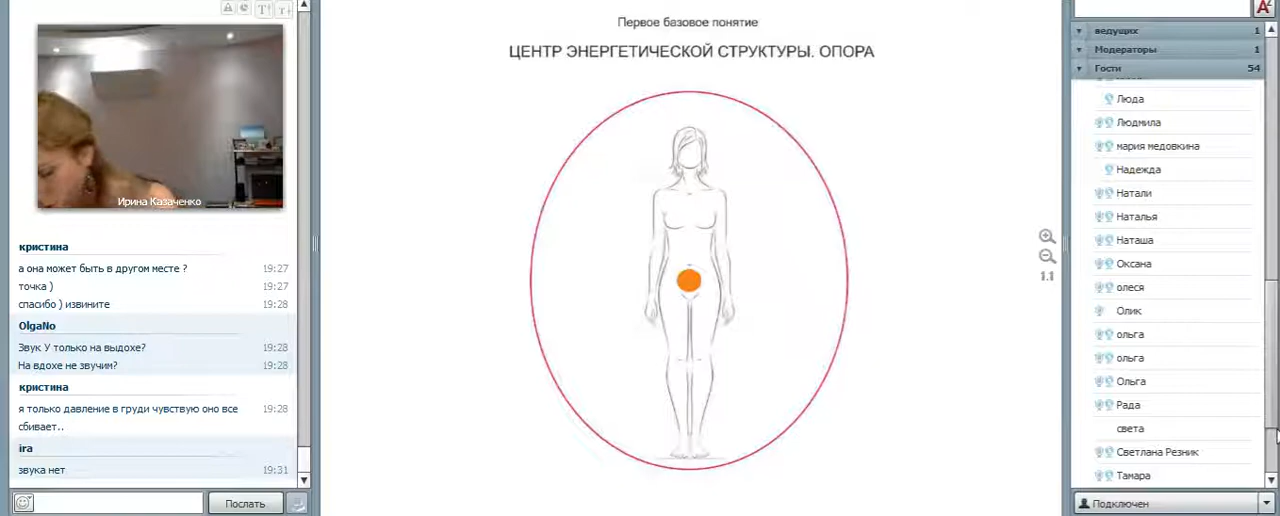 Ирина Казаченко
кристина
а она может быть в другом месте ? 19:27
точка ) 19:27
спасибо ) извините 19:28
OlgaNo
Звук У только на выдохе? 19:28
На вдохе не звучим? 19:28
кристина
я только давление в груди чувствую оно все 19:28
сбивает..
ira
звука нет 19:31
Послать
Первое базовое понятие
ЦЕНТР ЭНЕРГЕТИЧЕСКОЙ СТРУКТУРЫ. ОПОРА
1:1
ведущих 1
Модераторы 1
Гости 54
Люда
Людмила
мария медовкина
Надежда
Натали
Наталья
Наташа
Оксана
олеся
Олик
ольга
ольга
Ольга
Рада
света
Светлана Резник
Тамара
Подключен